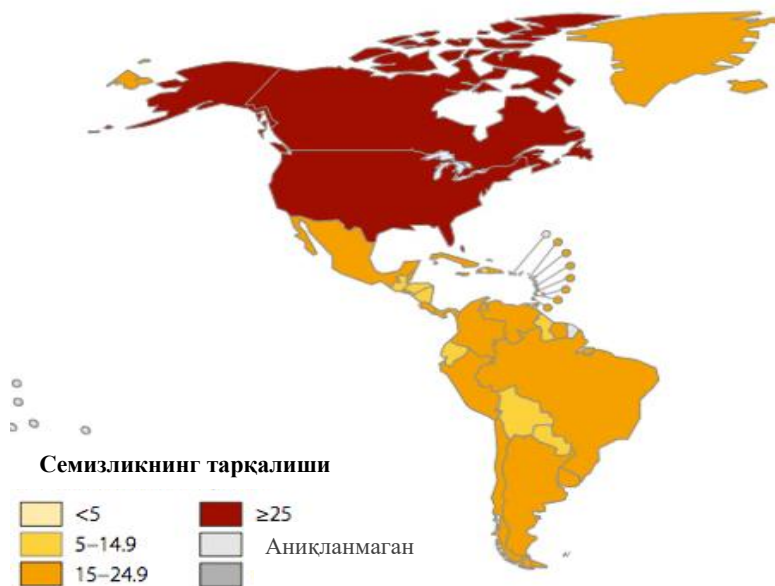 Семизликнинг тарқалиши
<5
5–14.9
15–24.9
≥25
Аниқланмаган